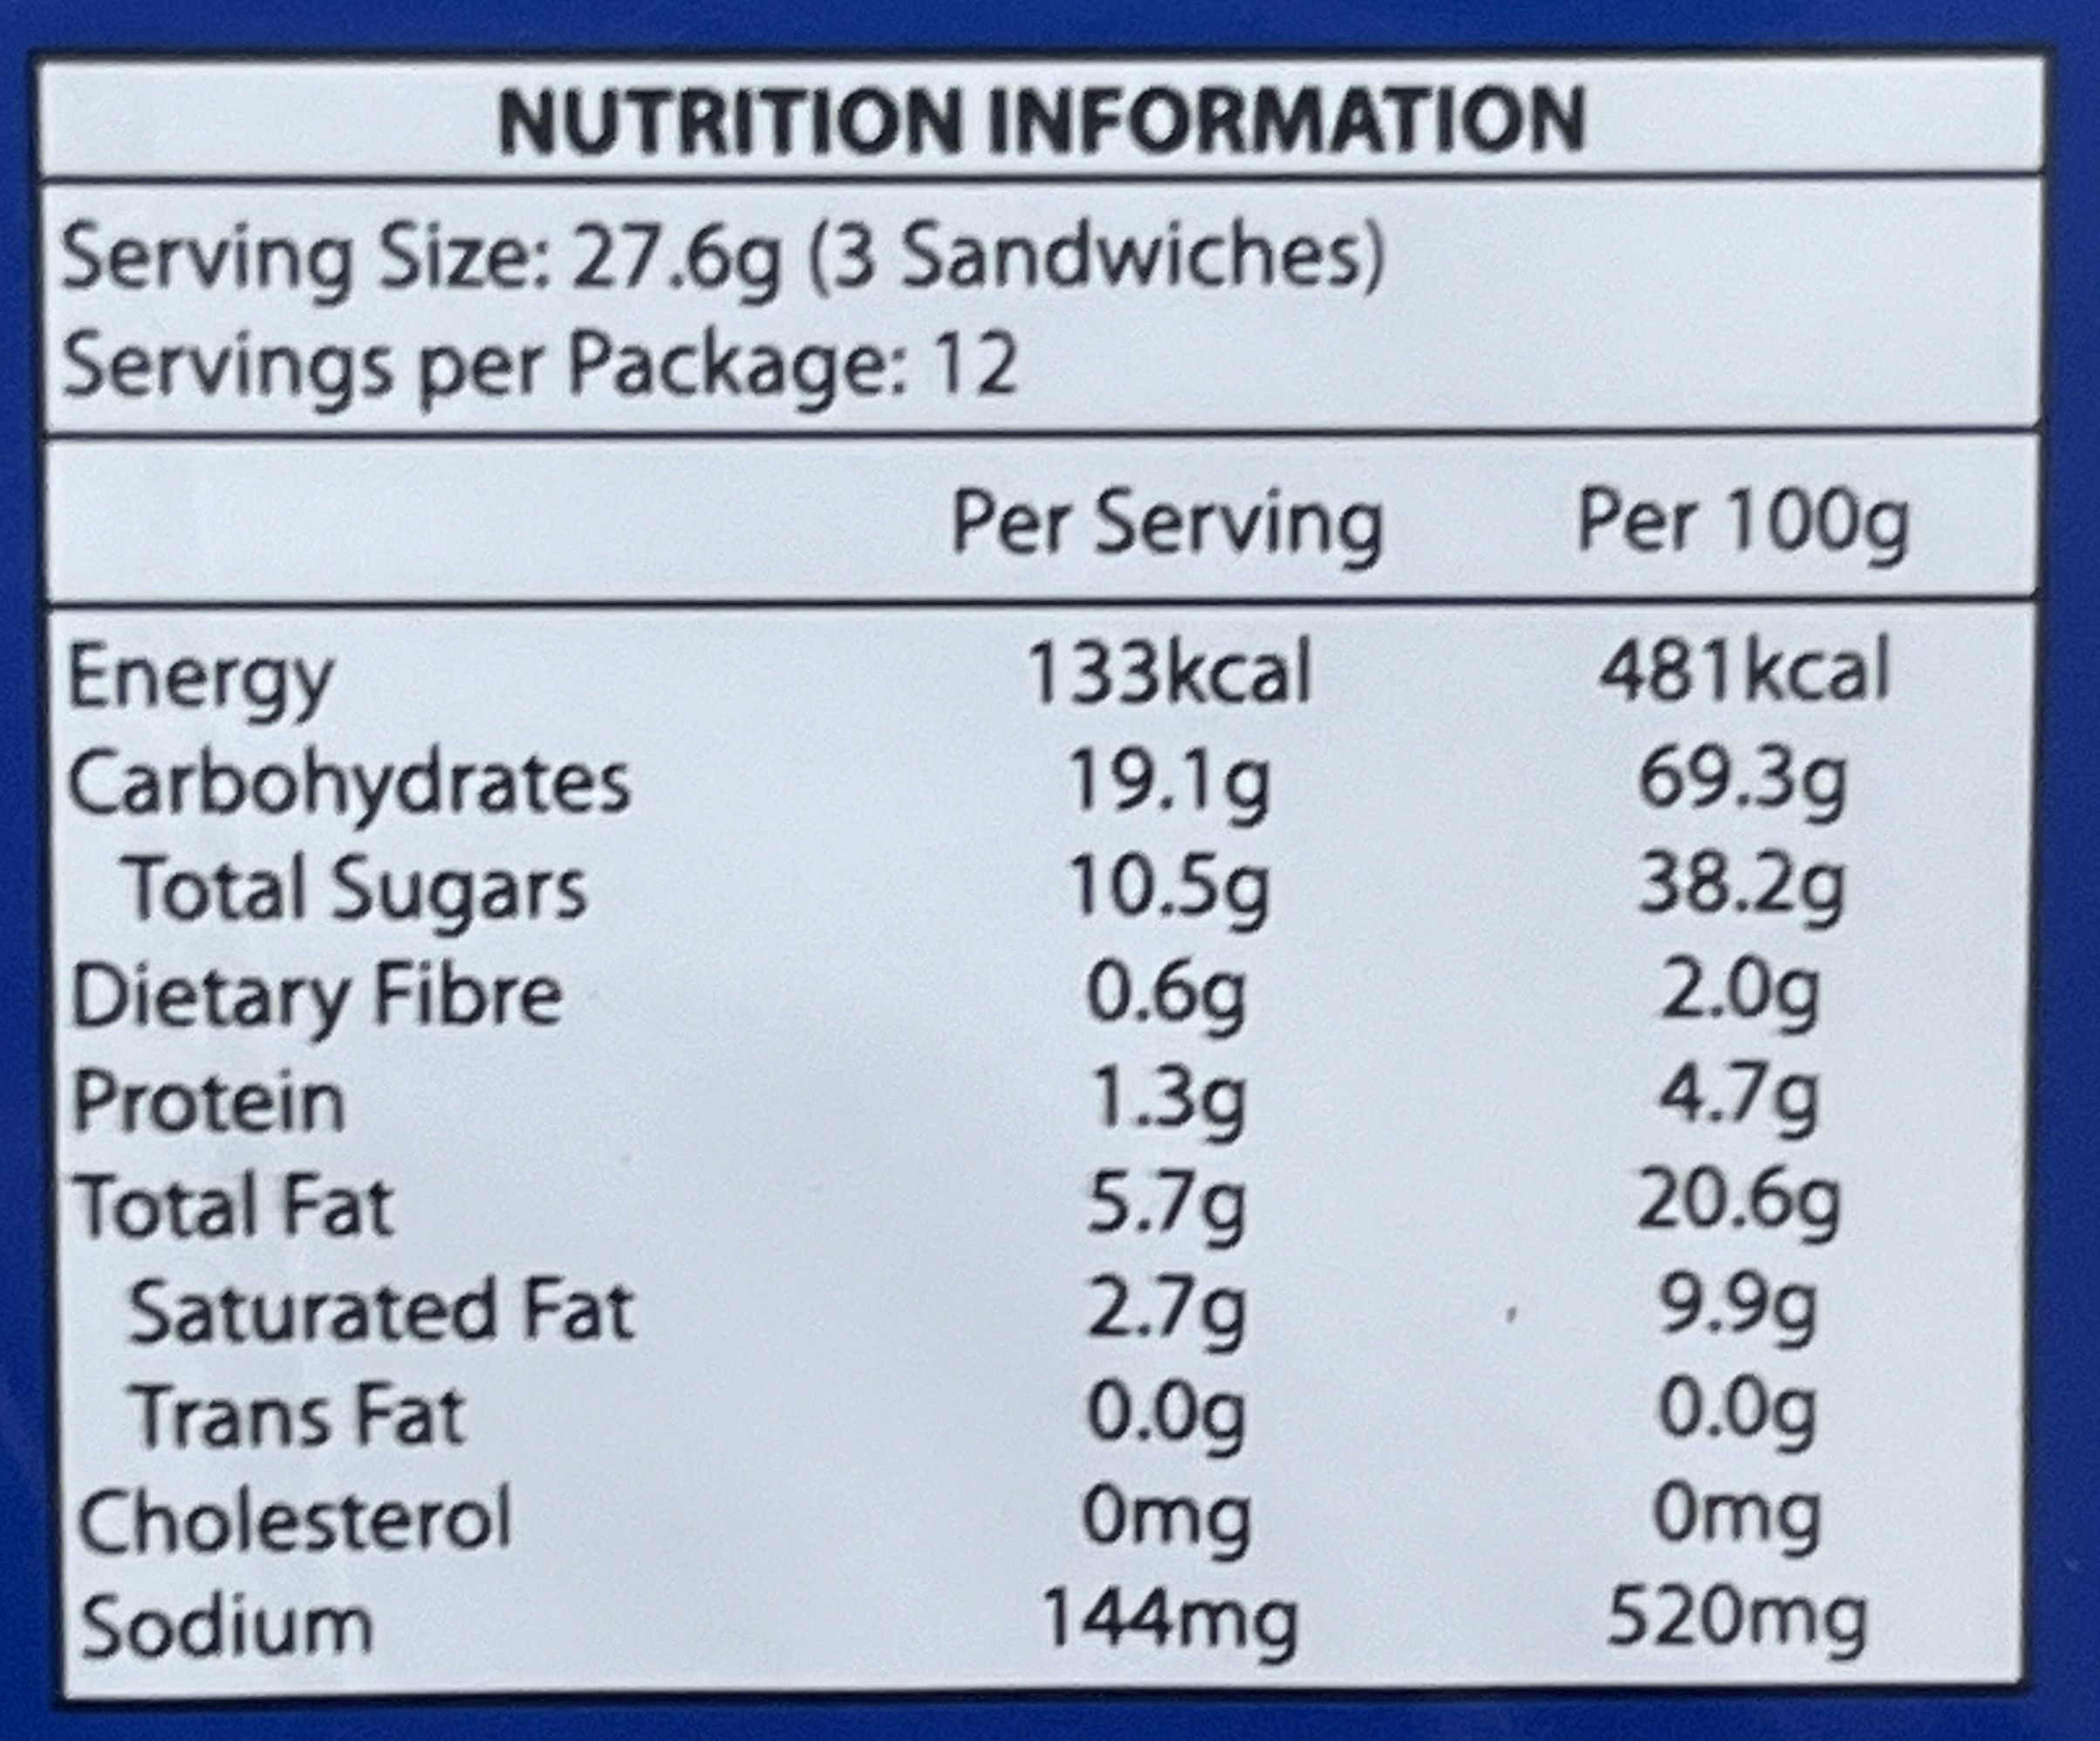 NUTRITION INFORMATION
Serving Size: 27.6g (3 Sandwiches)
Servings per Package: 12
Per Serving Per 100g
Energy 133kcal 481kcal
Carbohydrates 19.1g 69.3g
Total Sugars 10.5g 38.2g
Dietary Fibre 0.6g 2.0g
Protein 1.3g 4.7g
Total Fat 5.7g 20.6g
Saturated Fat 2.7g 9.9g
Trans Fat 0.0g 0.0g
Cholesterol 0mg 0mg
Sodium 144mg 520mg